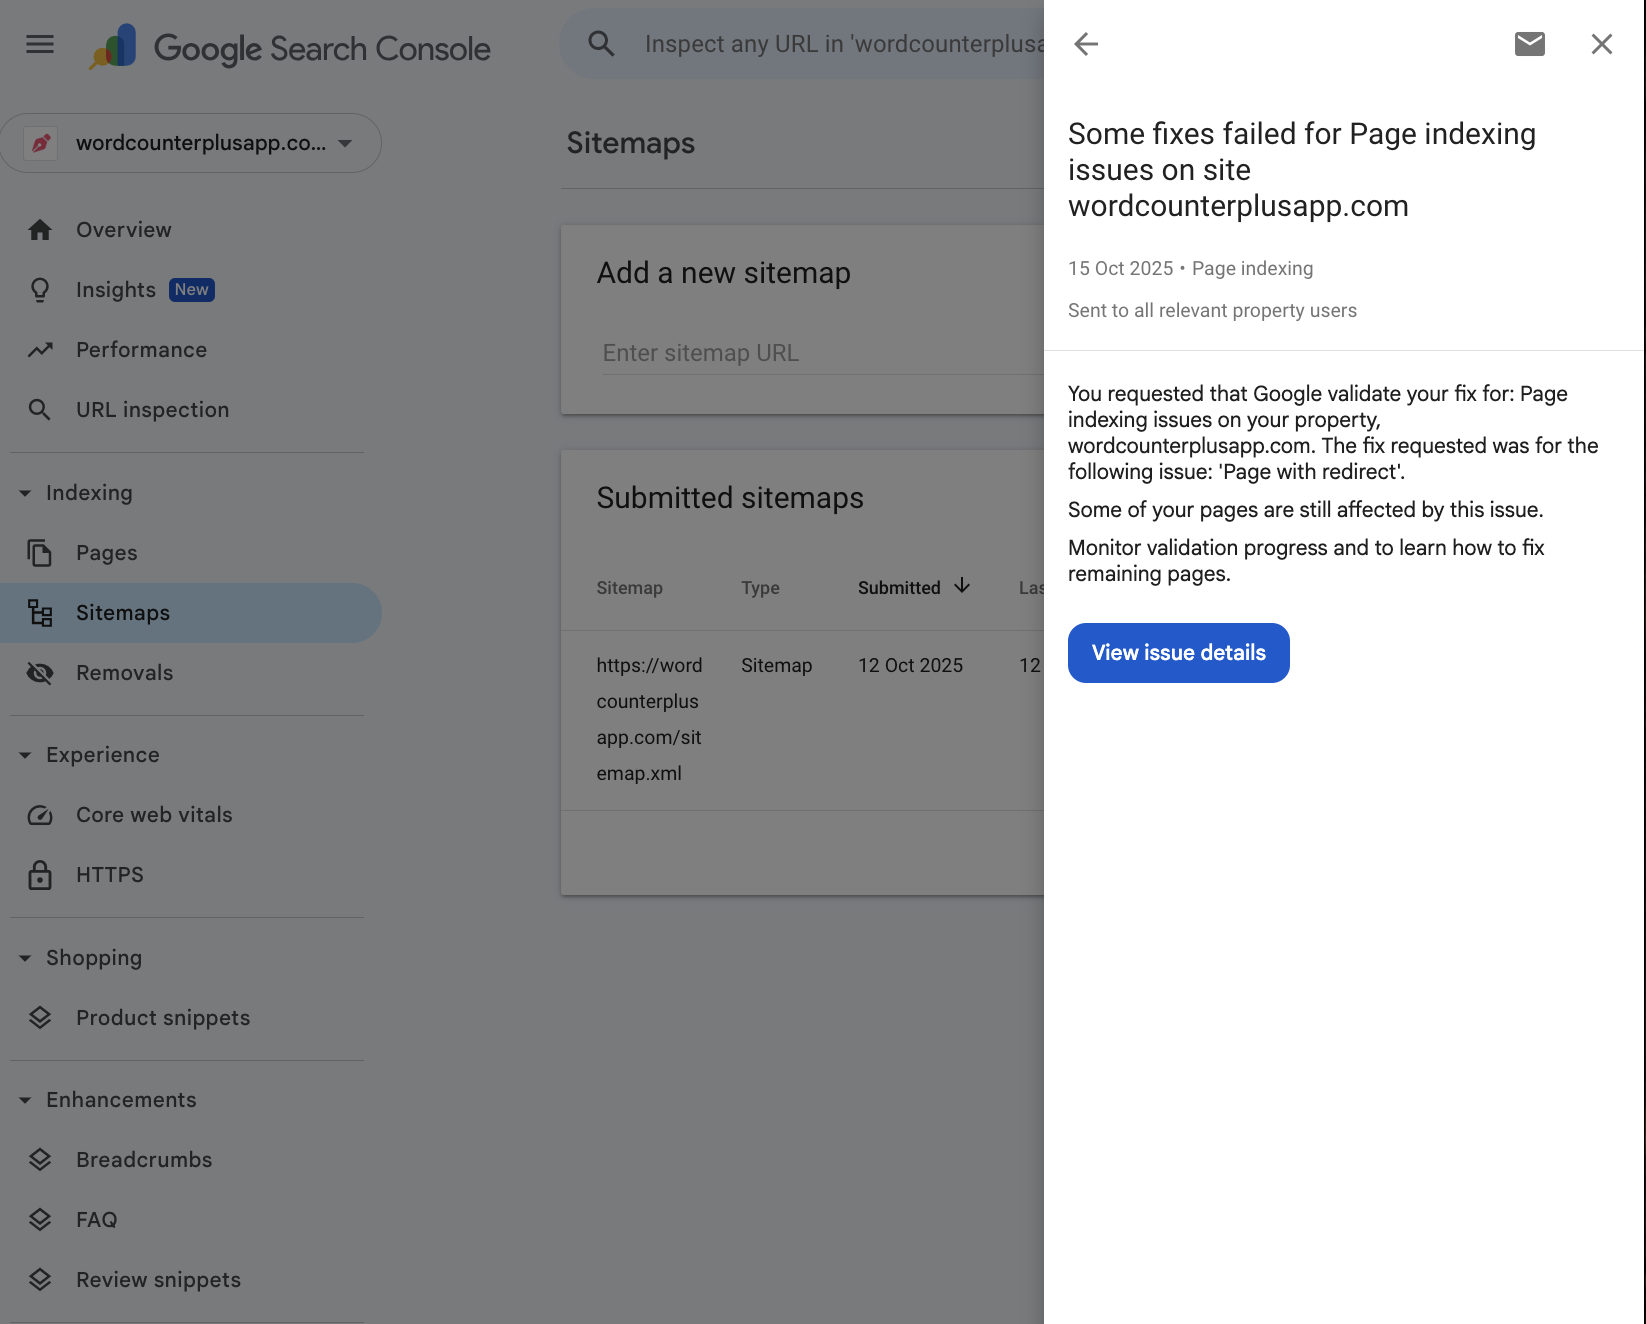 Google Search Console
Inspect any URL in 'wordcounterplusa
wordcounterplusapp.co...
Overview
Insights New
Performance
URL inspection
Indexing
Pages
Sitemaps
Removals
Experience
Core web vitals
HTTPS
Shopping
Product snippets
Enhancements
Breadcrumbs
FAQ
Review snippets
Sitemaps
Add a new sitemap
Enter sitemap URL
Submitted sitemaps
Sitemap Type Submitted Las
https://word Sitemap 12 Oct 2025 12
counterplus
app.com/sit
emap.xml
Some fixes failed for Page indexing
issues on site
wordcounterplusapp.com
15 Oct 2025 • Page indexing
Sent to all relevant property users
You requested that Google validate your fix for: Page
indexing issues on your property,
wordcounterplusapp.com. The fix requested was for the
following issue: 'Page with redirect'.
Some of your pages are still affected by this issue.
Monitor validation progress and to learn how to fix
remaining pages.
View issue details